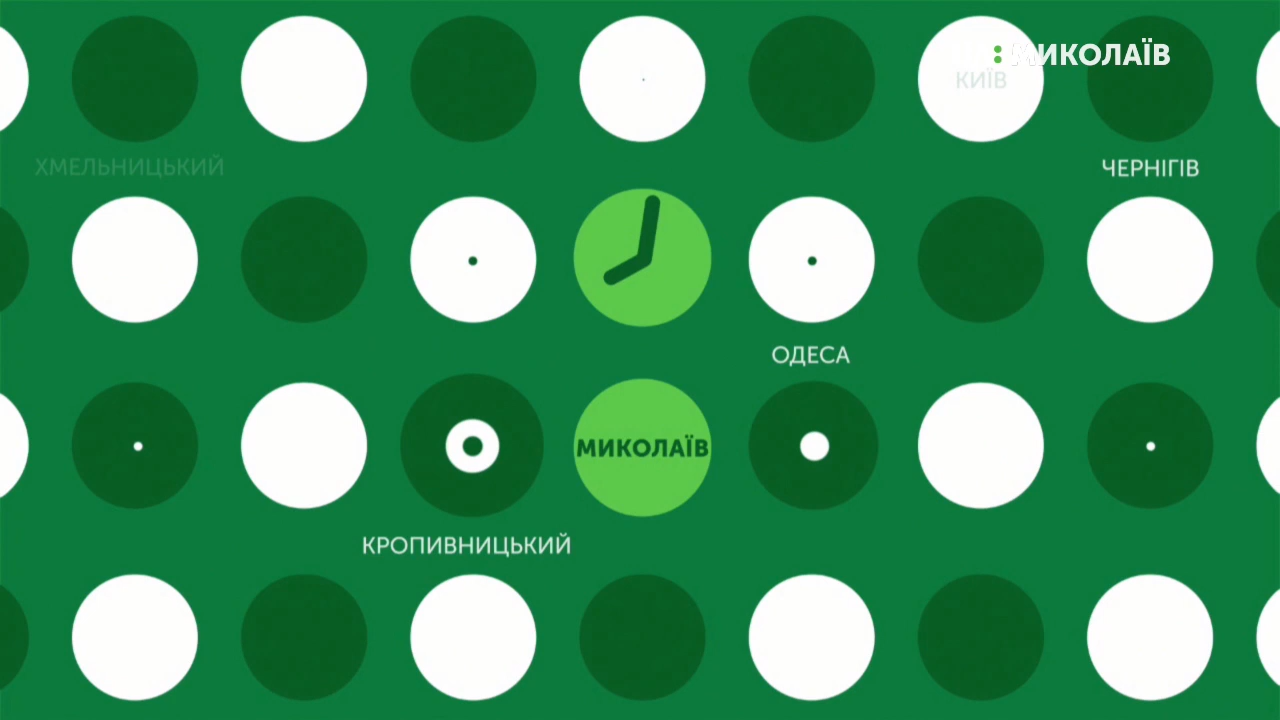 :МИКОЛАЇВ
КИЇВ
ХМЕЛЬНИЦЬКИЙ
ЧЕРНІГІВ
ОДЕСА
МИКОЛАЇВ
КРОПИВНИЦЬКИЙ